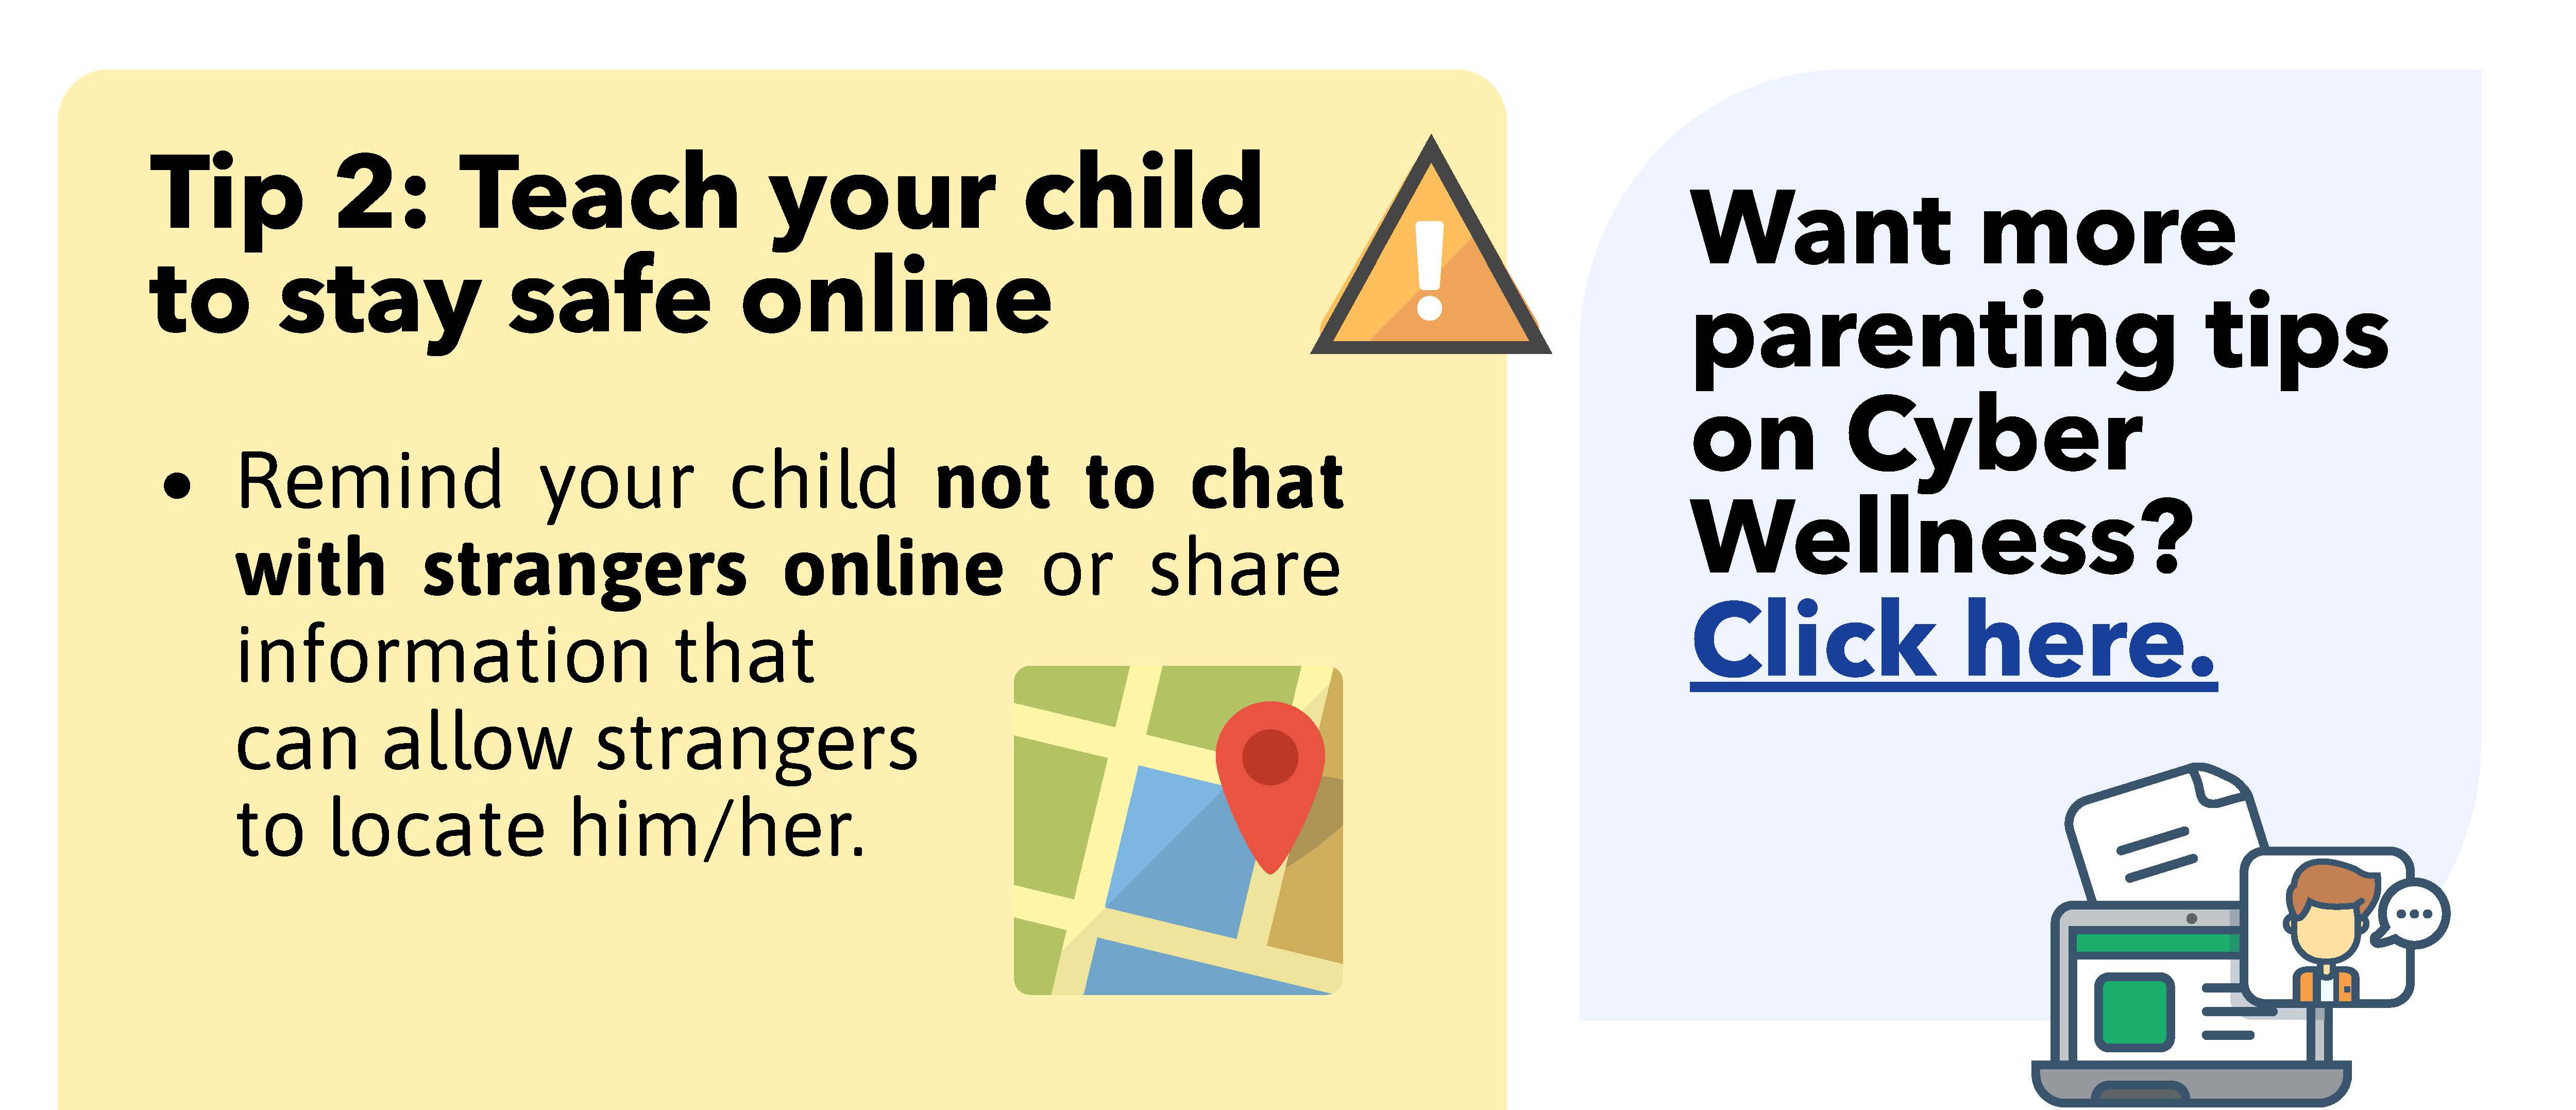 Tip 2: Teach your child
to stay safe online
• Remind your child not to chat
with strangers online or share
information that
can allow strangers
to locate him/her.
Want more
parenting tips
on Cyber
Wellness?
Click here.